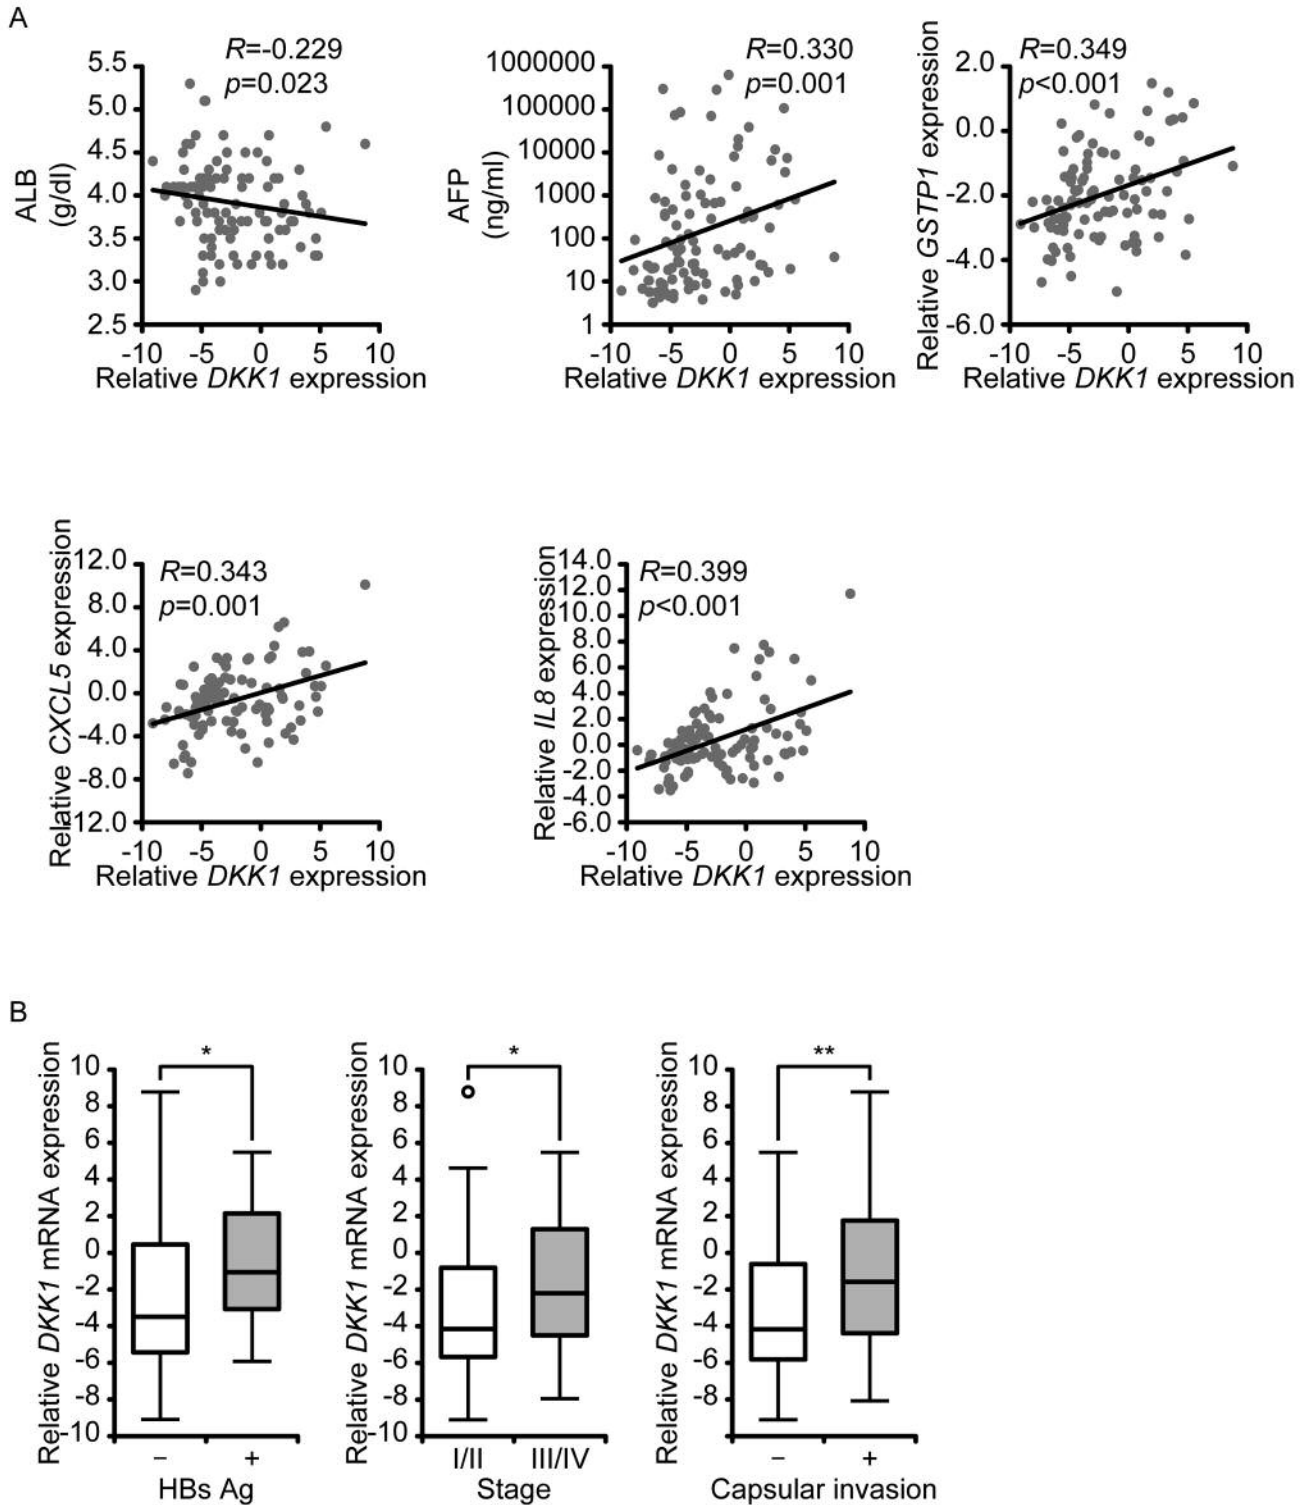 A
R=-0.229
p=0.023
5.5
5.0
4.5
4.0
3.5
3.0
2.5
ALB
(g/dl)
-10 -5 0 5 10
Relative DKK1 expression
R=0.330
p=0.001
1000000
100000
10000
1000
100
10
1
AFP
(ng/ml)
-10 -5 0 5 10
Relative DKK1 expression
R=0.349
p<0.001
2.0
0.0
-2.0
-4.0
-6.0
Relative GSTP1 expression
-10 -5 0 5 10
Relative DKK1 expression
R=0.343
p=0.001
12.0
8.0
4.0
0.0
-4.0
-8.0
12.0
Relative CXCL5 expression
-10 -5 0 5 10
Relative DKK1 expression
R=0.399
p<0.001
14.0
12.0
10.0
8.0
6.0
4.0
2.0
0.0
-2.0
-4.0
-6.0
Relative IL8 expression
-10 -5 0 5 10
Relative DKK1 expression
B
*
10
8
6
4
2
0
-2
-4
-6
-8
-10
Relative DKK1 mRNA expression
− +
HBs Ag
*
10
8
6
4
2
0
-2
-4
-6
-8
-10
Relative DKK1 mRNA expression
I/II III/IV
Stage
**
10
8
6
4
2
0
-2
-4
-6
-8
Relative DKK1 mRNA expression
− +
Capsular invasion